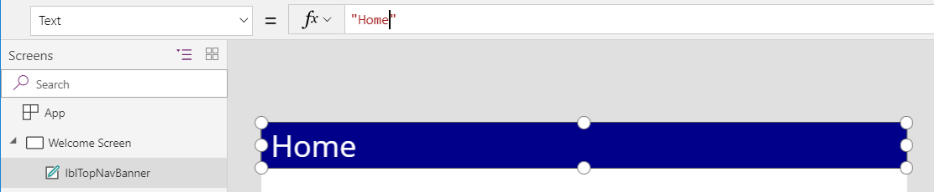 Text = fx "Home"
Screens
Search
App
Welcome Screen
Home
lblTopNavBanner